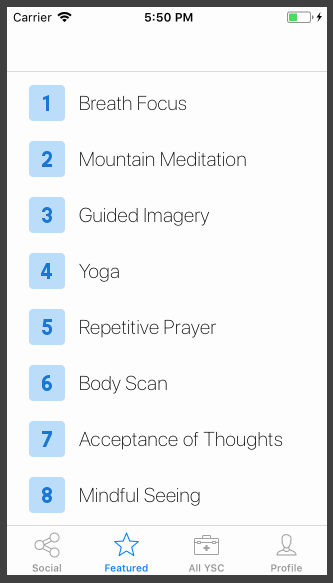 Carrier 5:50 PM
1 Breath Focus
2 Mountain Meditation
3 Guided Imagery
4 Yoga
5 Repetitive Prayer
6 Body Scan
7 Acceptance of Thoughts
8 Mindful Seeing
Social Featured All YSC Profile